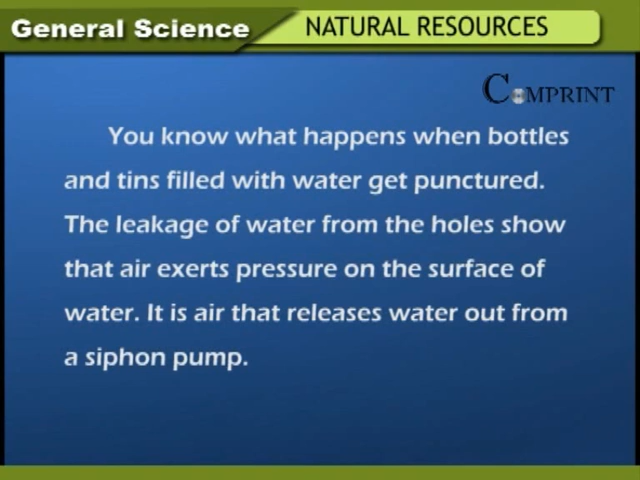 General Science
NATURAL RESOURCES
COMPRINT
You know what happens when bottles
and tins filled with water get punctured.
The leakage of water from the holes show
that air exerts pressure on the surface of
water. It is air that releases water out from
a siphon pump.